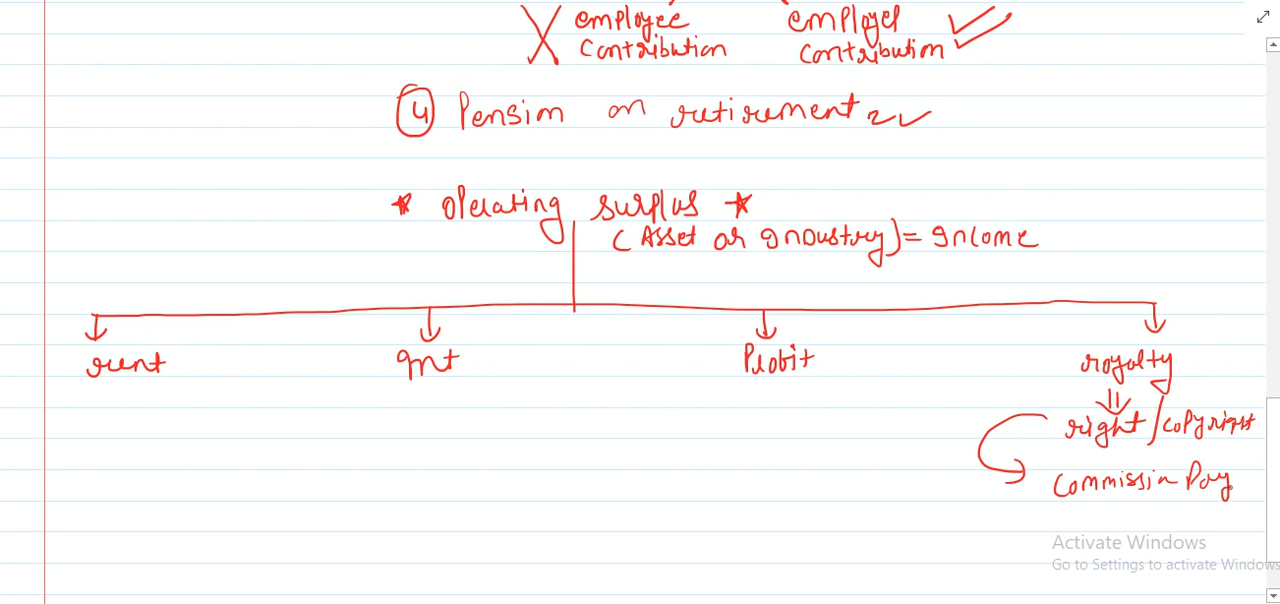 employee employer
contribution contribution
4 Pension on retirement
* Operating surplus *
(Asset or Industry) = Income
rent Int Profit royalty
right / copyright
commission Pay
Activate Windows
Go to Settings to activate Windows